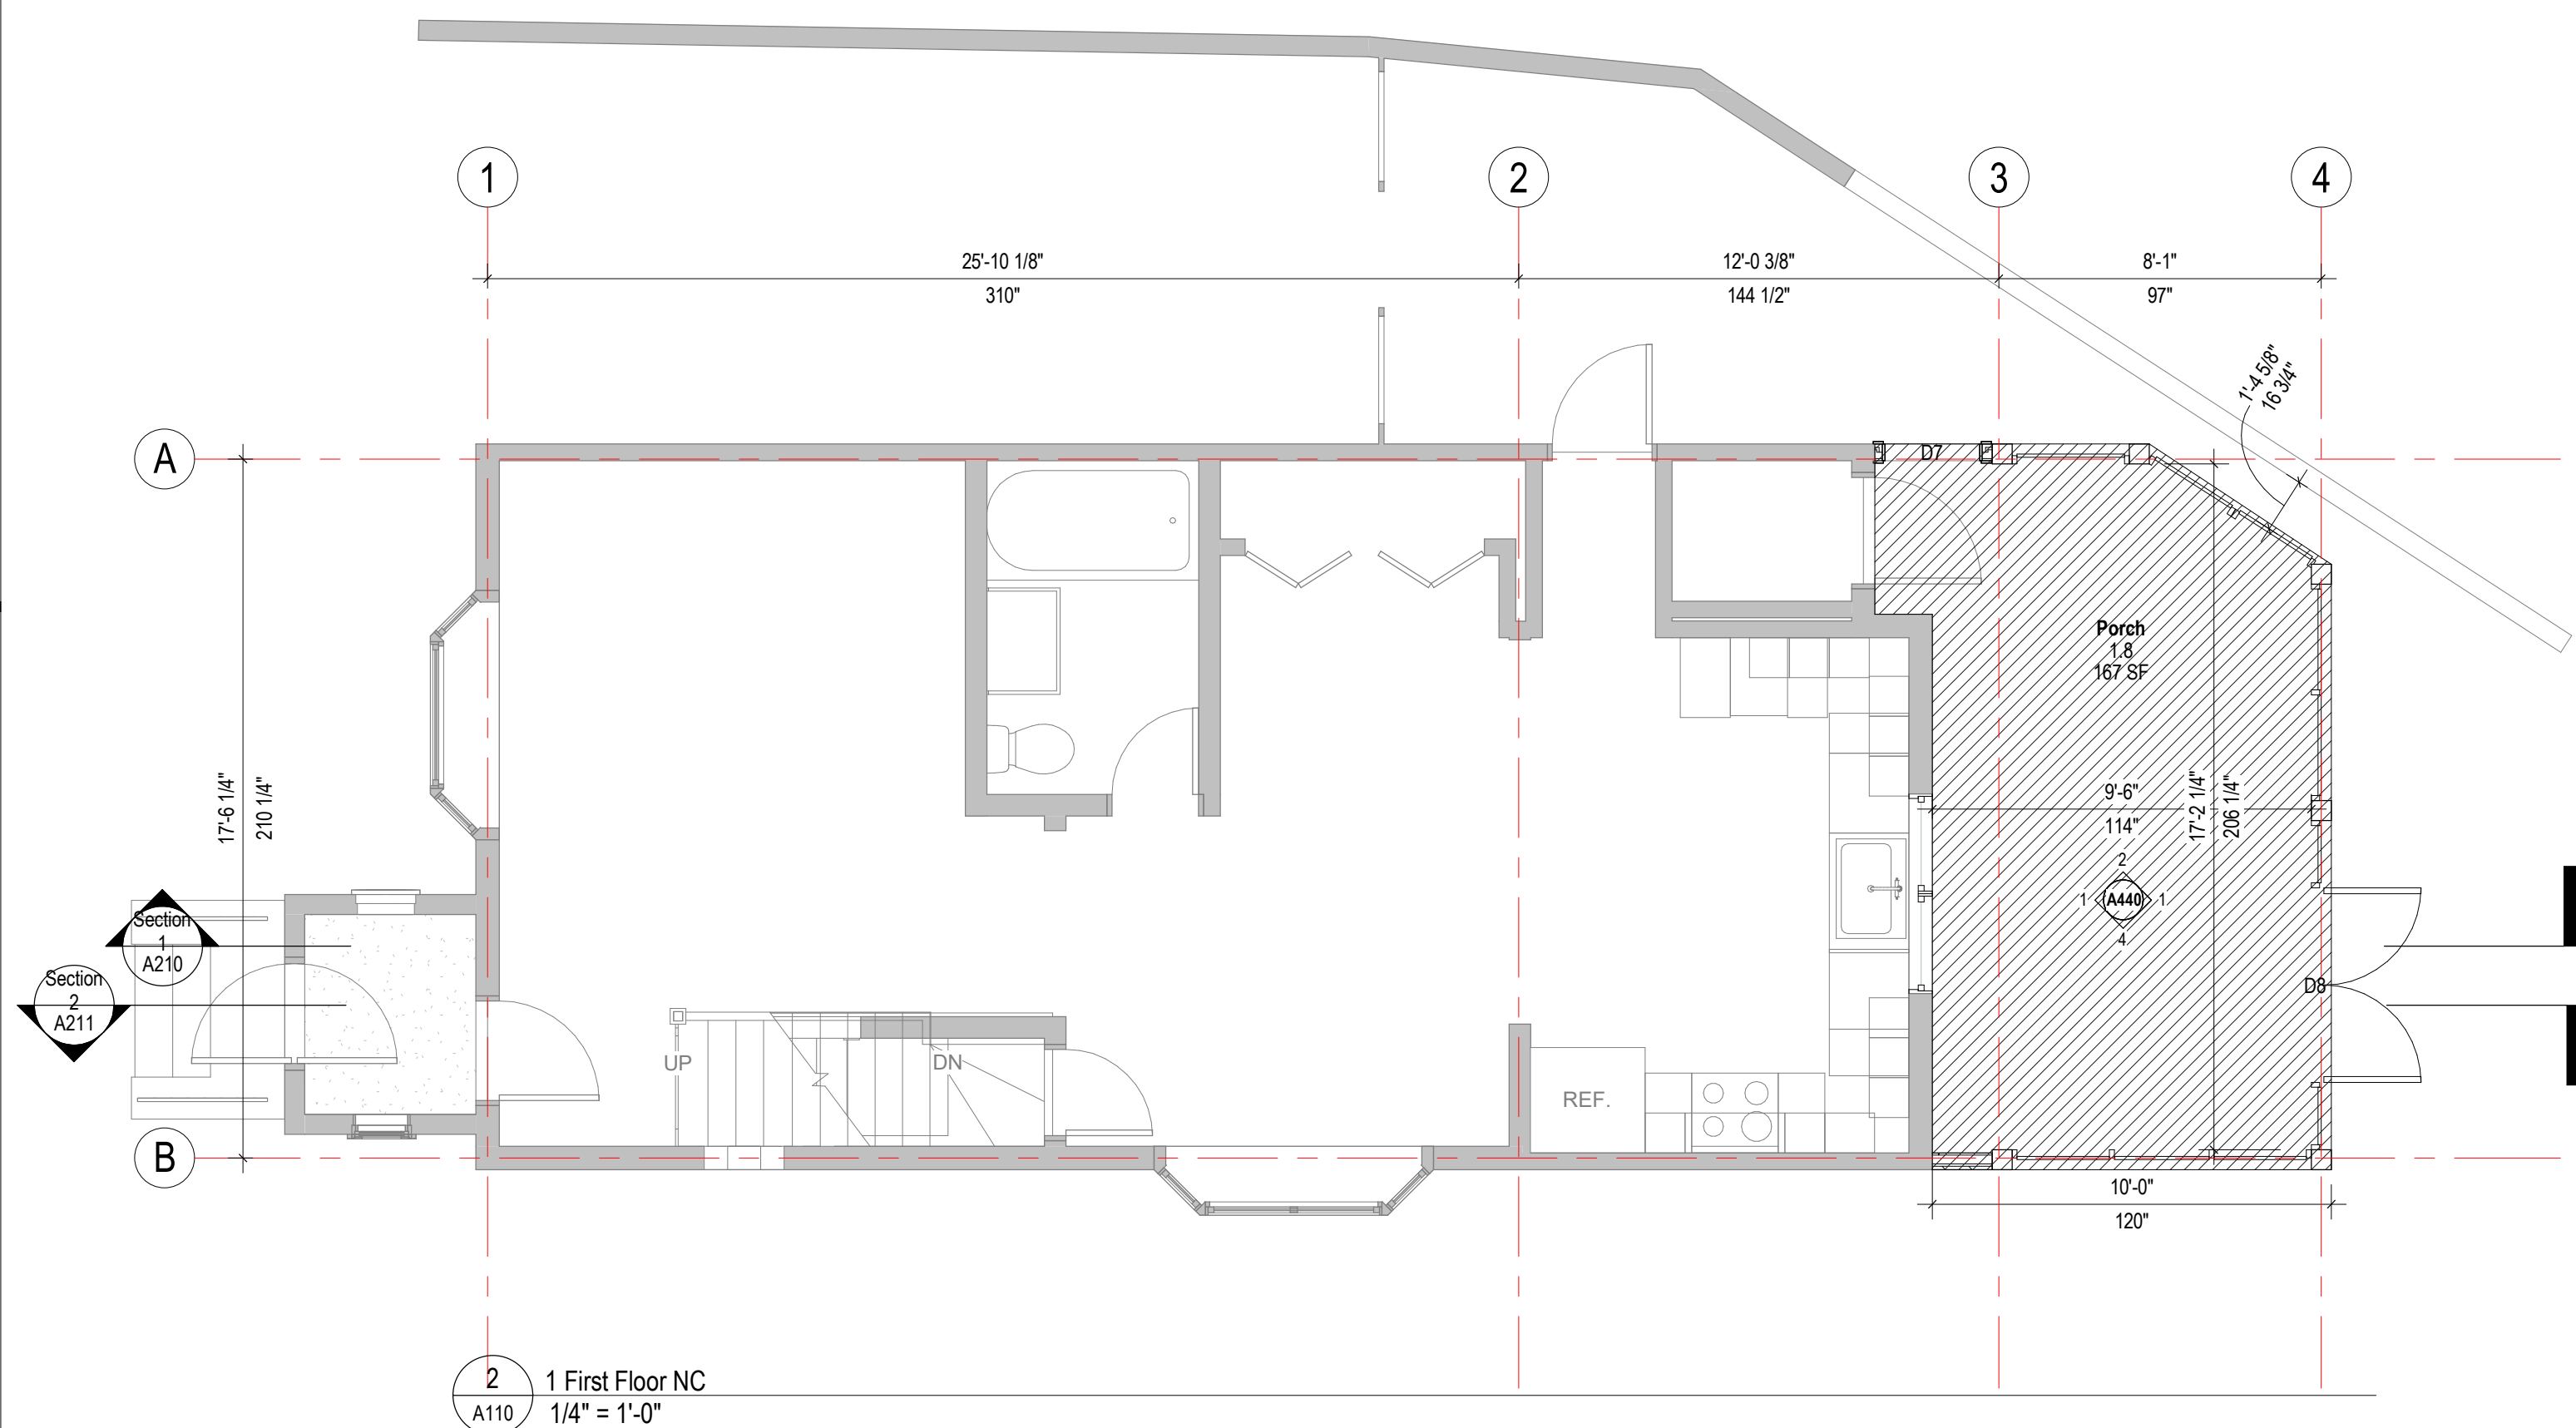 1
2
3
4
25'-10 1/8"
310"
12'-0 3/8"
144 1/2"
8'-1"
97"
1'-4 5/8"
16 3/4"
A
D7
Porch
1.8
167 SF
17'-6 1/4"
210 1/4"
9'-6"
114"
17'-2 1/4"
206 1/4"
2
1
A440
1
4
Section
1
A210
Section
2
A211
D8
UP
DN
REF.
B
10'-0"
120"
2
A110
1 First Floor NC
1/4" = 1'-0"